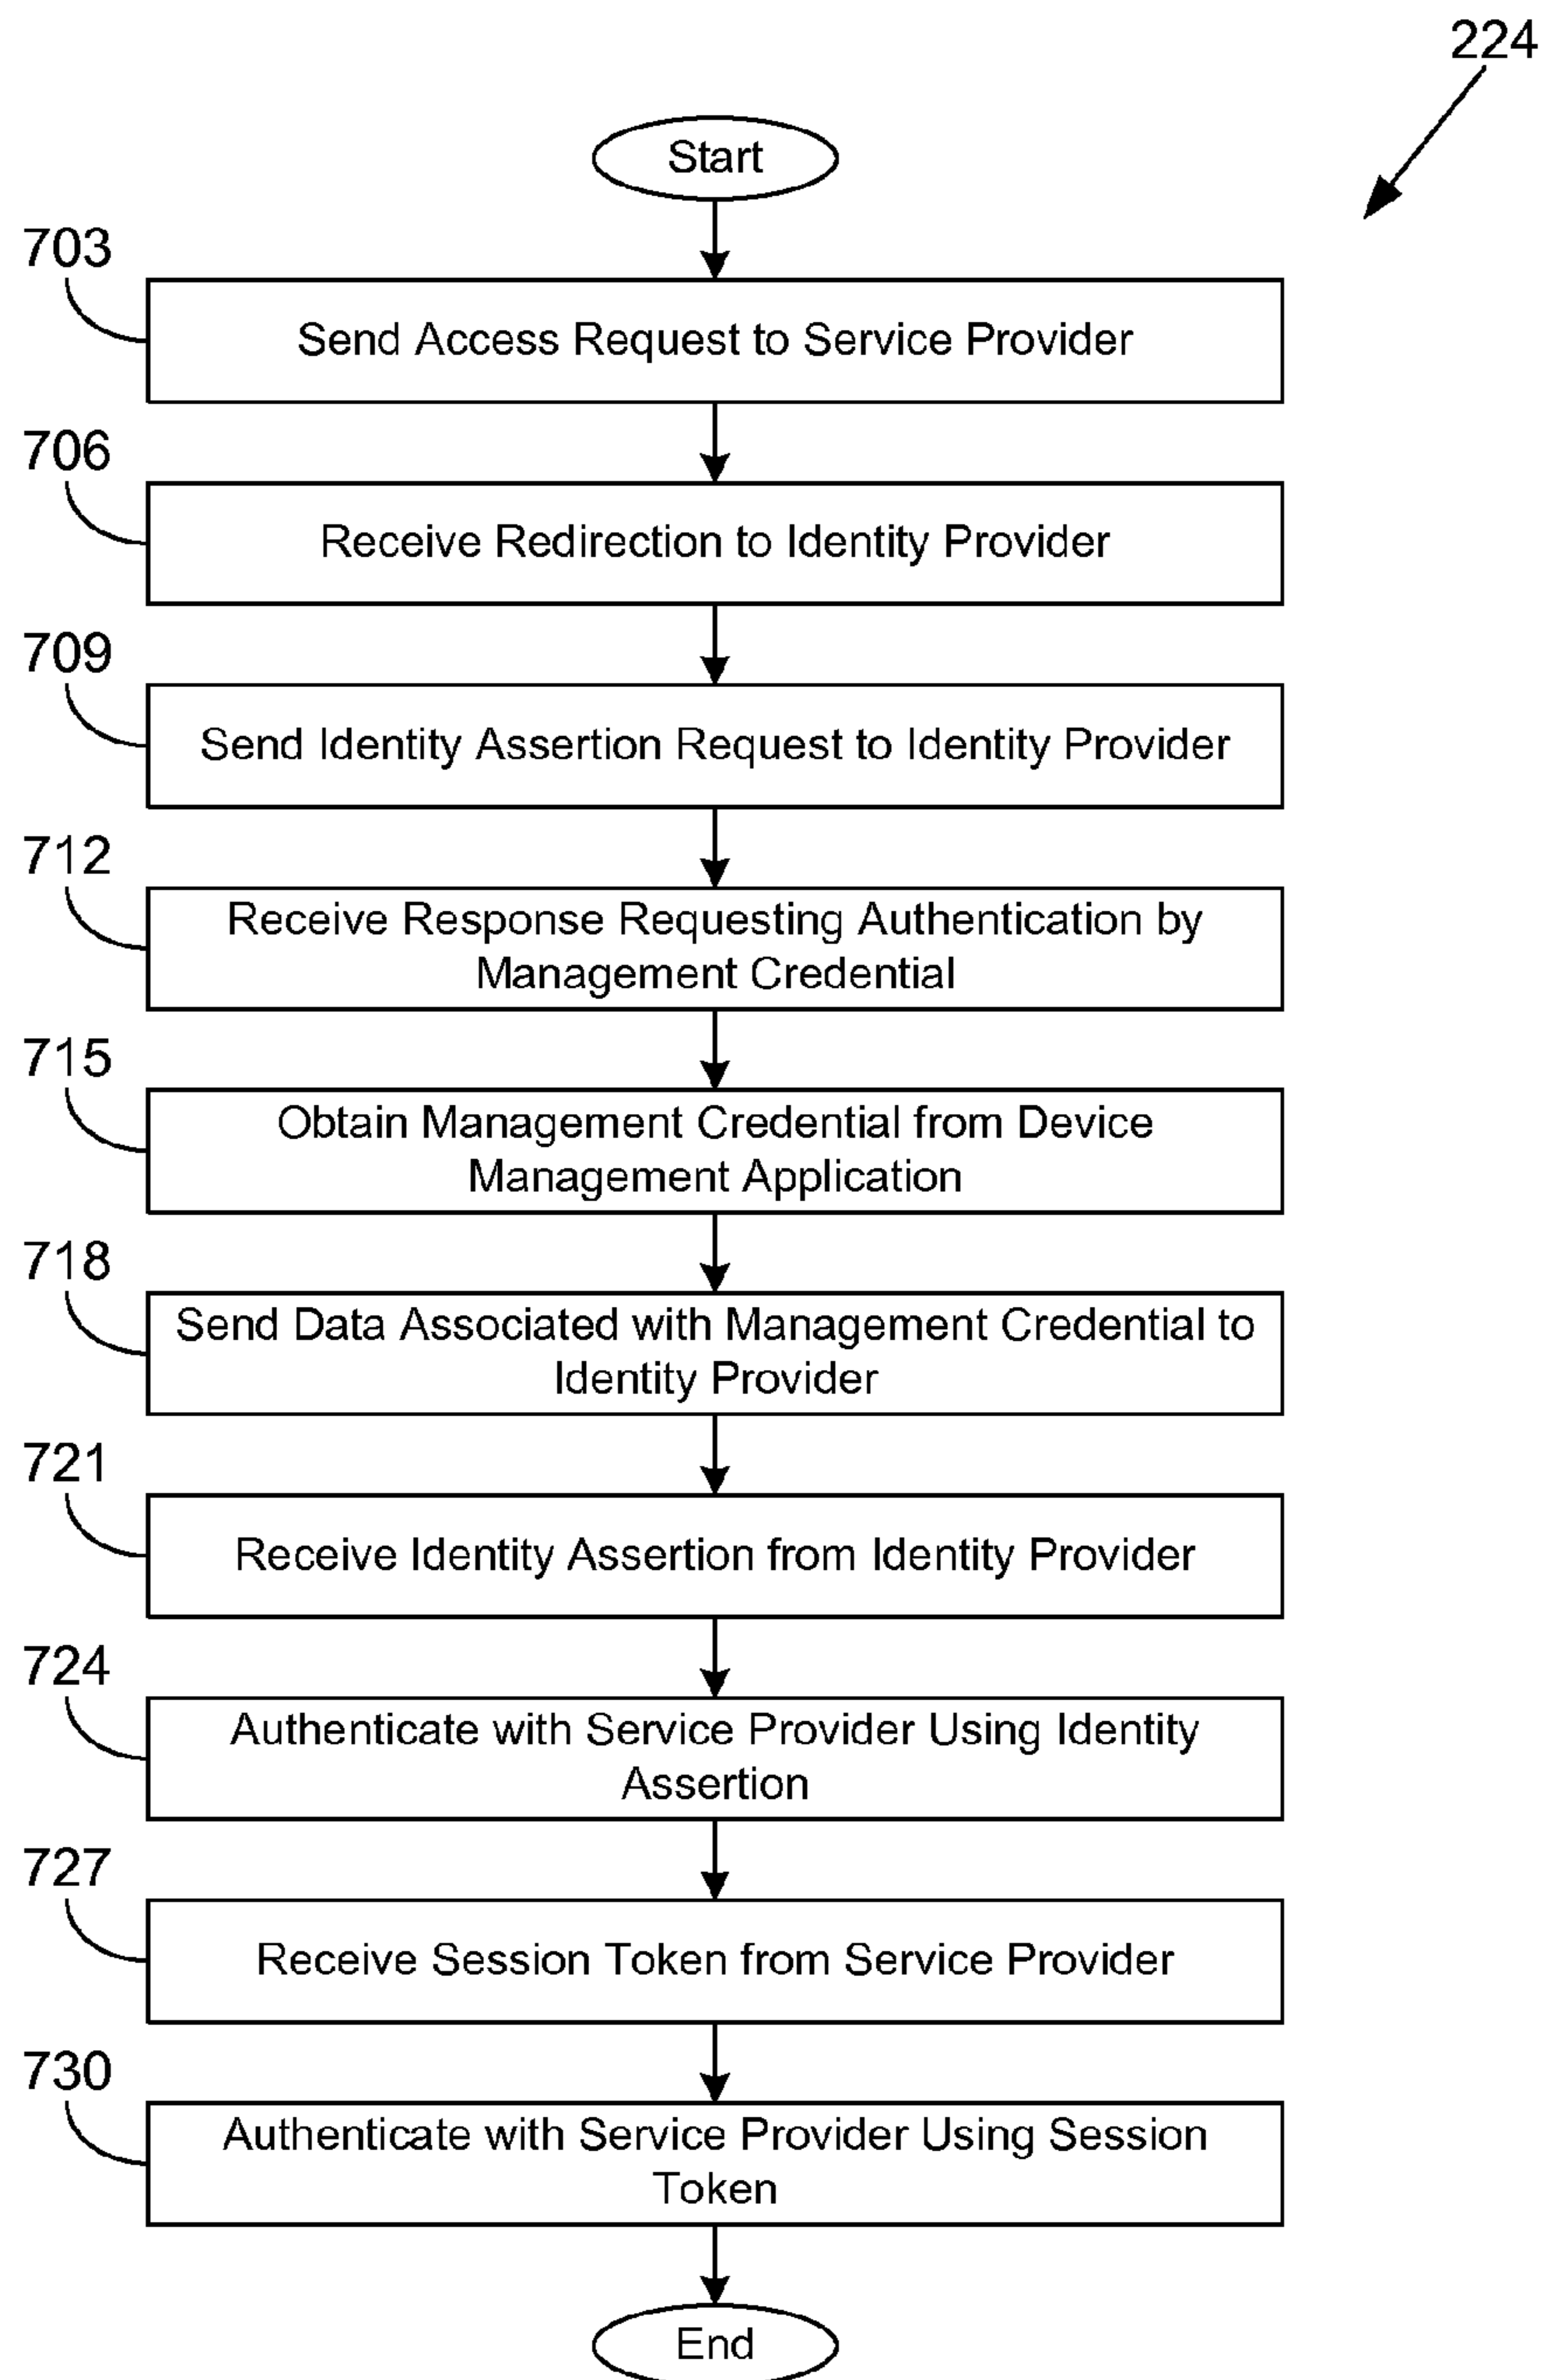 224
Start
703
Send Access Request to Service Provider
706
Receive Redirection to Identity Provider
709
Send Identity Assertion Request to Identity Provider
712
Receive Response Requesting Authentication by
Management Credential
715
Obtain Management Credential from Device
Management Application
718
Send Data Associated with Management Credential to
Identity Provider
721
Receive Identity Assertion from Identity Provider
724
Authenticate with Service Provider Using Identity
Assertion
727
Receive Session Token from Service Provider
730
Authenticate with Service Provider Using Session
Token
End